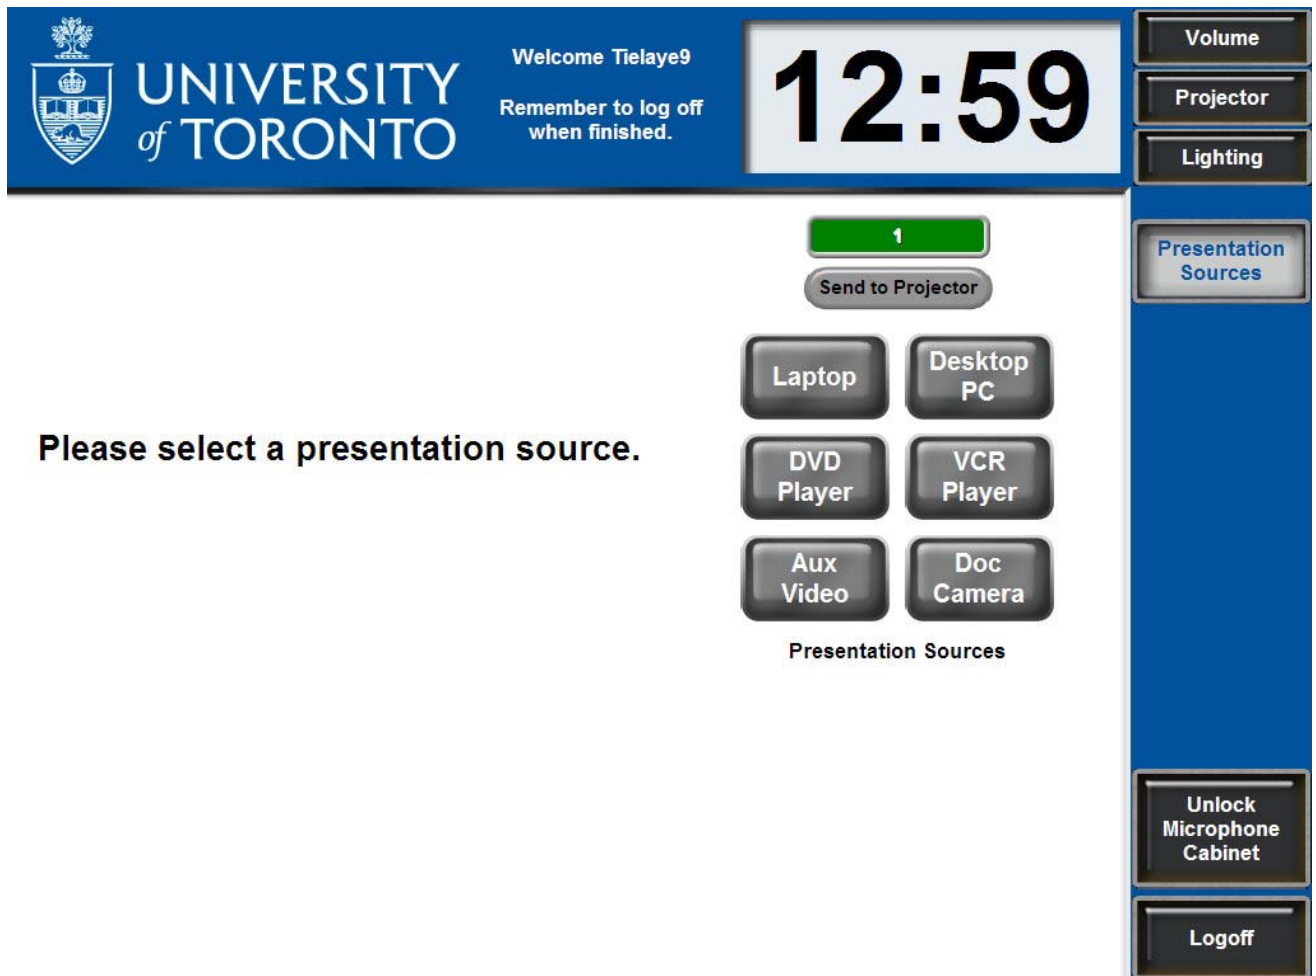 UNIVERSITY
of TORONTO
Welcome Tielaye9
Remember to log off
when finished.
12:59
Volume
Projector
Lighting
Presentation
Sources
1
Send to Projector
Laptop
Desktop
PC
Please select a presentation source.
DVD
Player
VCR
Player
Aux
Video
Doc
Camera
Presentation Sources
Unlock
Microphone
Cabinet
Logoff